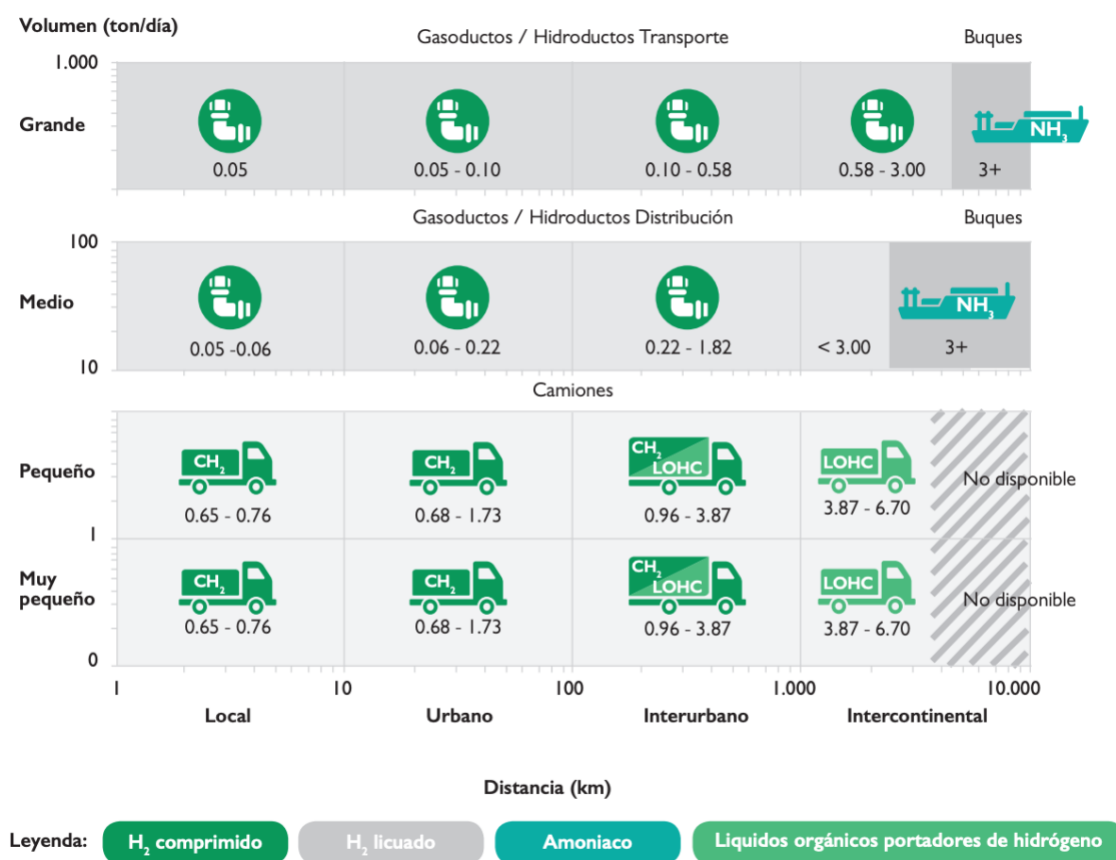 Volumen (ton/día)
Gasoductos / Hidroductos Transporte
Buques
1.000
Grande
NH3
0.05
0.05 - 0.10
0.10 - 0.58
0.58 - 3.00
3+
Gasoductos / Hidroductos Distribución
Buques
100
Medio
NH3
0.05 -0.06
0.06 - 0.22
0.22 - 1.82
< 3.00
3+
10
Camiones
Pequeño
CH2
CH2
CH2
LOHC
LOHC
No disponible
0.65 - 0.76
0.68 - 1.73
0.96 - 3.87
3.87 - 6.70
1
Muy
pequeño
CH2
CH2
CH2
LOHC
LOHC
No disponible
0.65 - 0.76
0.68 - 1.73
0.96 - 3.87
3.87 - 6.70
0
1
10
100
1.000
10.000
Local
Urbano
Interurbano
Intercontinental
Distancia (km)
Leyenda:
H2 comprimido
H2 licuado
Amoniaco
Liquidos orgánicos portadores de hidrógeno